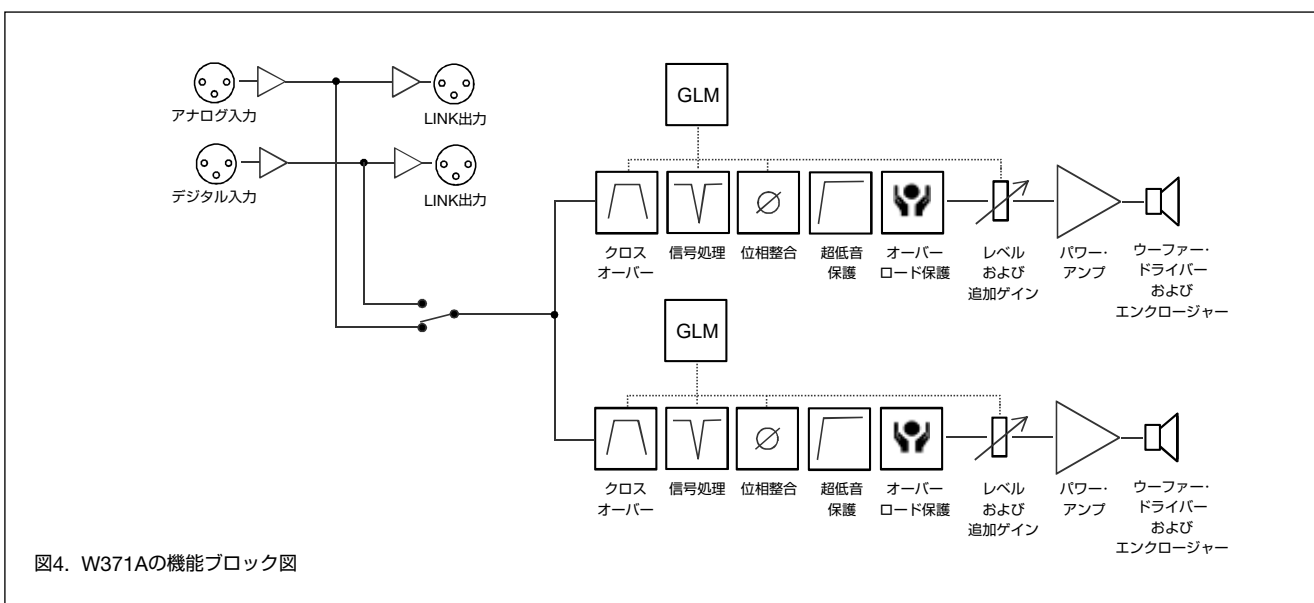 アナログ入力
LINK出力
デジタル入力
LINK出力
GLM
クロス
オーバー
信号処理
位相整合
超低音
保護
オーバー
ロード保護
レベル
および
追加ゲイン
パワー・
アンプ
ウーファー・
ドライバー
および
エンクロージャー
GLM
クロス
オーバー
信号処理
位相整合
超低音
保護
オーバー
ロード保護
レベル
および
追加ゲイン
パワー・
アンプ
ウーファー・
ドライバー
および
エンクロージャー
図4. W371Aの機能ブロック図